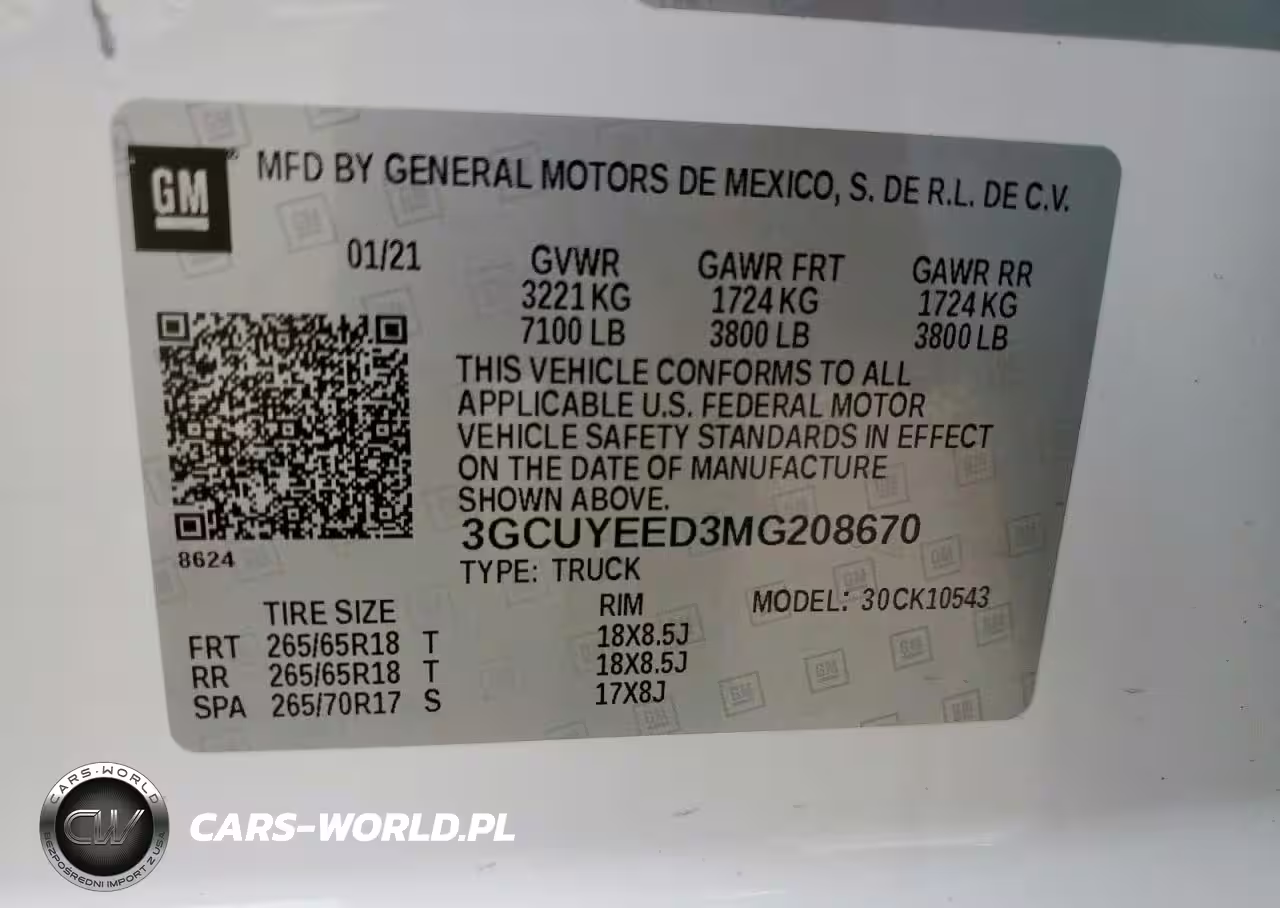 GM
MFD BY GENERAL MOTORS DE MEXICO, S. DE R.L. DE C.V.
01/21 GVWR GAWR FRT GAWR RR
3221 KG 1724 KG 1724 KG
7100 LB 3800 LB 3800 LB
THIS VEHICLE CONFORMS TO ALL
APPLICABLE U.S. FEDERAL MOTOR
VEHICLE SAFETY STANDARDS IN EFFECT
ON THE DATE OF MANUFACTURE
SHOWN ABOVE.
3GCUYEED3MG208670
8624
TYPE: TRUCK
TIRE SIZE RIM MODEL: 30CK10543
FRT 265/65R18 T 18X8.5J
RR 265/65R18 T 18X8.5J
SPA 265/70R17 S 17X8J
CARS-WORLD
CW
BEZPOŚREDNI IMPORT Z USA
CARS-WORLD.PL